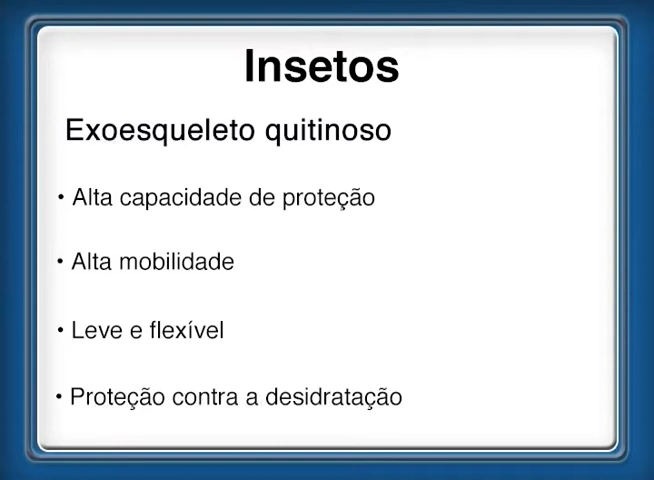 Insetos
Exoesqueleto quitinoso
• Alta capacidade de proteção
• Alta mobilidade
• Leve e flexível
• Proteção contra a desidratação